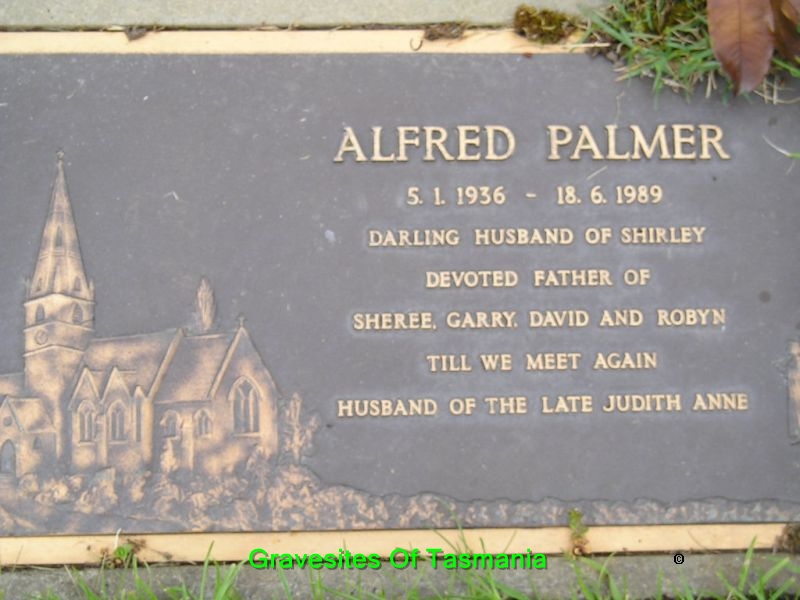 ALFRED PALMER
5. 1. 1936 - 18. 6. 1989
DARLING HUSBAND OF SHIRLEY
DEVOTED FATHER OF
SHEREE, GARRY, DAVID AND ROBYN
TILL WE MEET AGAIN
HUSBAND OF THE LATE JUDITH ANNE
Gravesites Of Tasmania ©